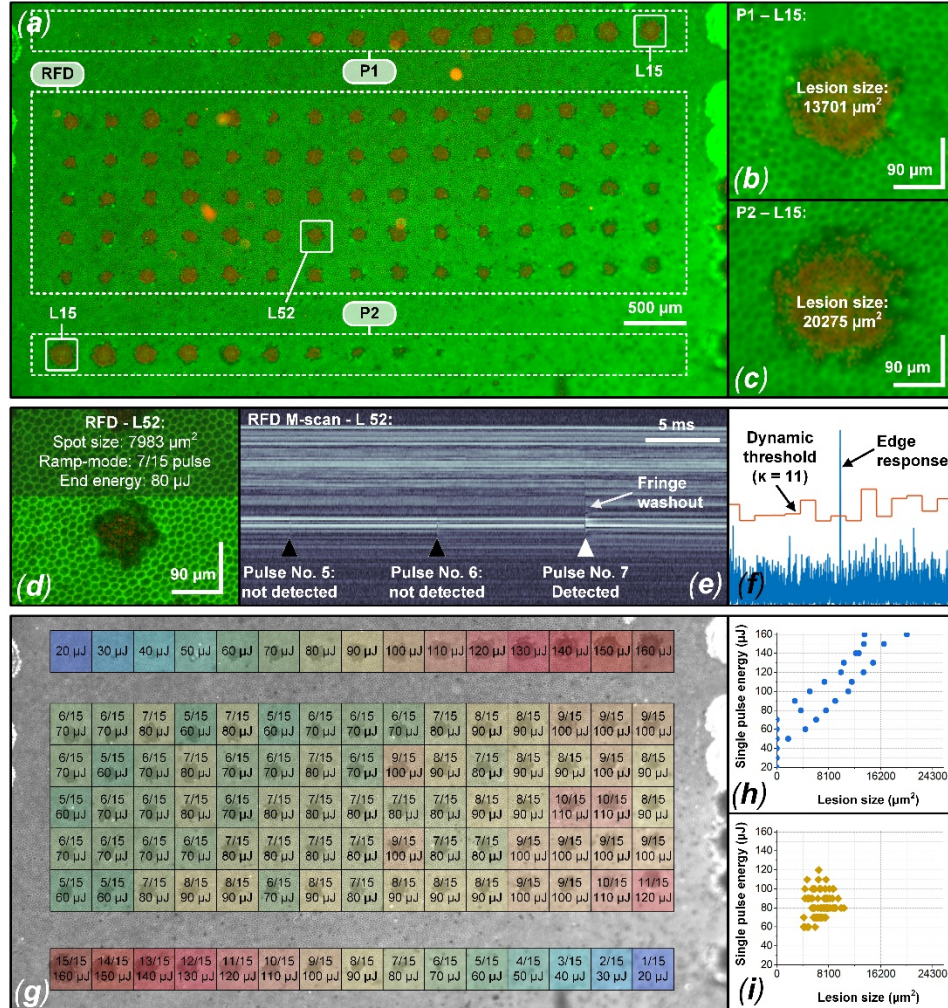 (a)
RFD
P1
L15
L15
L52
P2
500 µm
P1 – L15:
Lesion size:
13701 µm²
90 µm
(b)
P2 – L15:
Lesion size:
20275 µm²
90 µm
(c)
RFD - L52:
Spot size: 7983 µm²
Ramp-mode: 7/15 pulse
End energy: 80 µJ
90 µm
(d)
RFD M-scan - L 52:
5 ms
Fringe
washout
Pulse No. 5:
not detected
Pulse No. 6:
not detected
Pulse No. 7
Detected
(e)
Dynamic
threshold
(κ = 11)
Edge
response
(f)
20 µJ 30 µJ 40 µJ 50 µJ 60 µJ 70 µJ 80 µJ 90 µJ 100 µJ 110 µJ 120 µJ 130 µJ 140 µJ 150 µJ 160 µJ
6/15 6/15 7/15 5/15 7/15 5/15 6/15 6/15 6/15 7/15 8/15 8/15 9/15 9/15 9/15
70 µJ 70 µJ 80 µJ 60 µJ 80 µJ 60 µJ 70 µJ 70 µJ 70 µJ 80 µJ 90 µJ 90 µJ 100 µJ 100 µJ 100 µJ
6/15 5/15 6/15 7/15 6/15 7/15 6/15 6/15 9/15 8/15 7/15 8/15 8/15 9/15 8/15
70 µJ 60 µJ 70 µJ 80 µJ 70 µJ 80 µJ 70 µJ 70 µJ 100 µJ 90 µJ 80 µJ 90 µJ 90 µJ 100 µJ 90 µJ
5/15 6/15 6/15 7/15 8/15 7/15 7/15 7/15 8/15 8/15 8/15 8/15 10/15 10/15 8/15
60 µJ 70 µJ 70 µJ 80 µJ 90 µJ 80 µJ 80 µJ 80 µJ 90 µJ 90 µJ 90 µJ 90 µJ 110 µJ 110 µJ 90 µJ
6/15 6/15 6/15 6/15 7/15 7/15 7/15 7/15 9/15 7/15 7/15 9/15 9/15 9/15 9/15
70 µJ 70 µJ 70 µJ 70 µJ 80 µJ 80 µJ 80 µJ 80 µJ 100 µJ 80 µJ 80 µJ 100 µJ 100 µJ 100 µJ 100 µJ
5/15 5/15 7/15 8/15 8/15 6/15 7/15 8/15 8/15 8/15 8/15 9/15 9/15 10/15 11/15
60 µJ 60 µJ 80 µJ 90 µJ 90 µJ 70 µJ 80 µJ 90 µJ 90 µJ 90 µJ 90 µJ 100 µJ 100 µJ 110 µJ 120 µJ
15/15 14/15 13/15 12/15 11/15 10/15 9/15 8/15 7/15 6/15 5/15 4/15 3/15 2/15 1/15
160 µJ 150 µJ 140 µJ 130 µJ 120 µJ 110 µJ 100 µJ 90 µJ 80 µJ 70 µJ 60 µJ 50 µJ 40 µJ 30 µJ 20 µJ
(g)
Single pulse energy (µJ)
160
140
120
100
80
60
40
20
0 8100 16200 24300
Lesion size (µm²)
(h)
Single pulse energy (µJ)
160
140
120
100
80
60
40
20
0 8100 16200 24300
Lesion size (µm²)
(i)